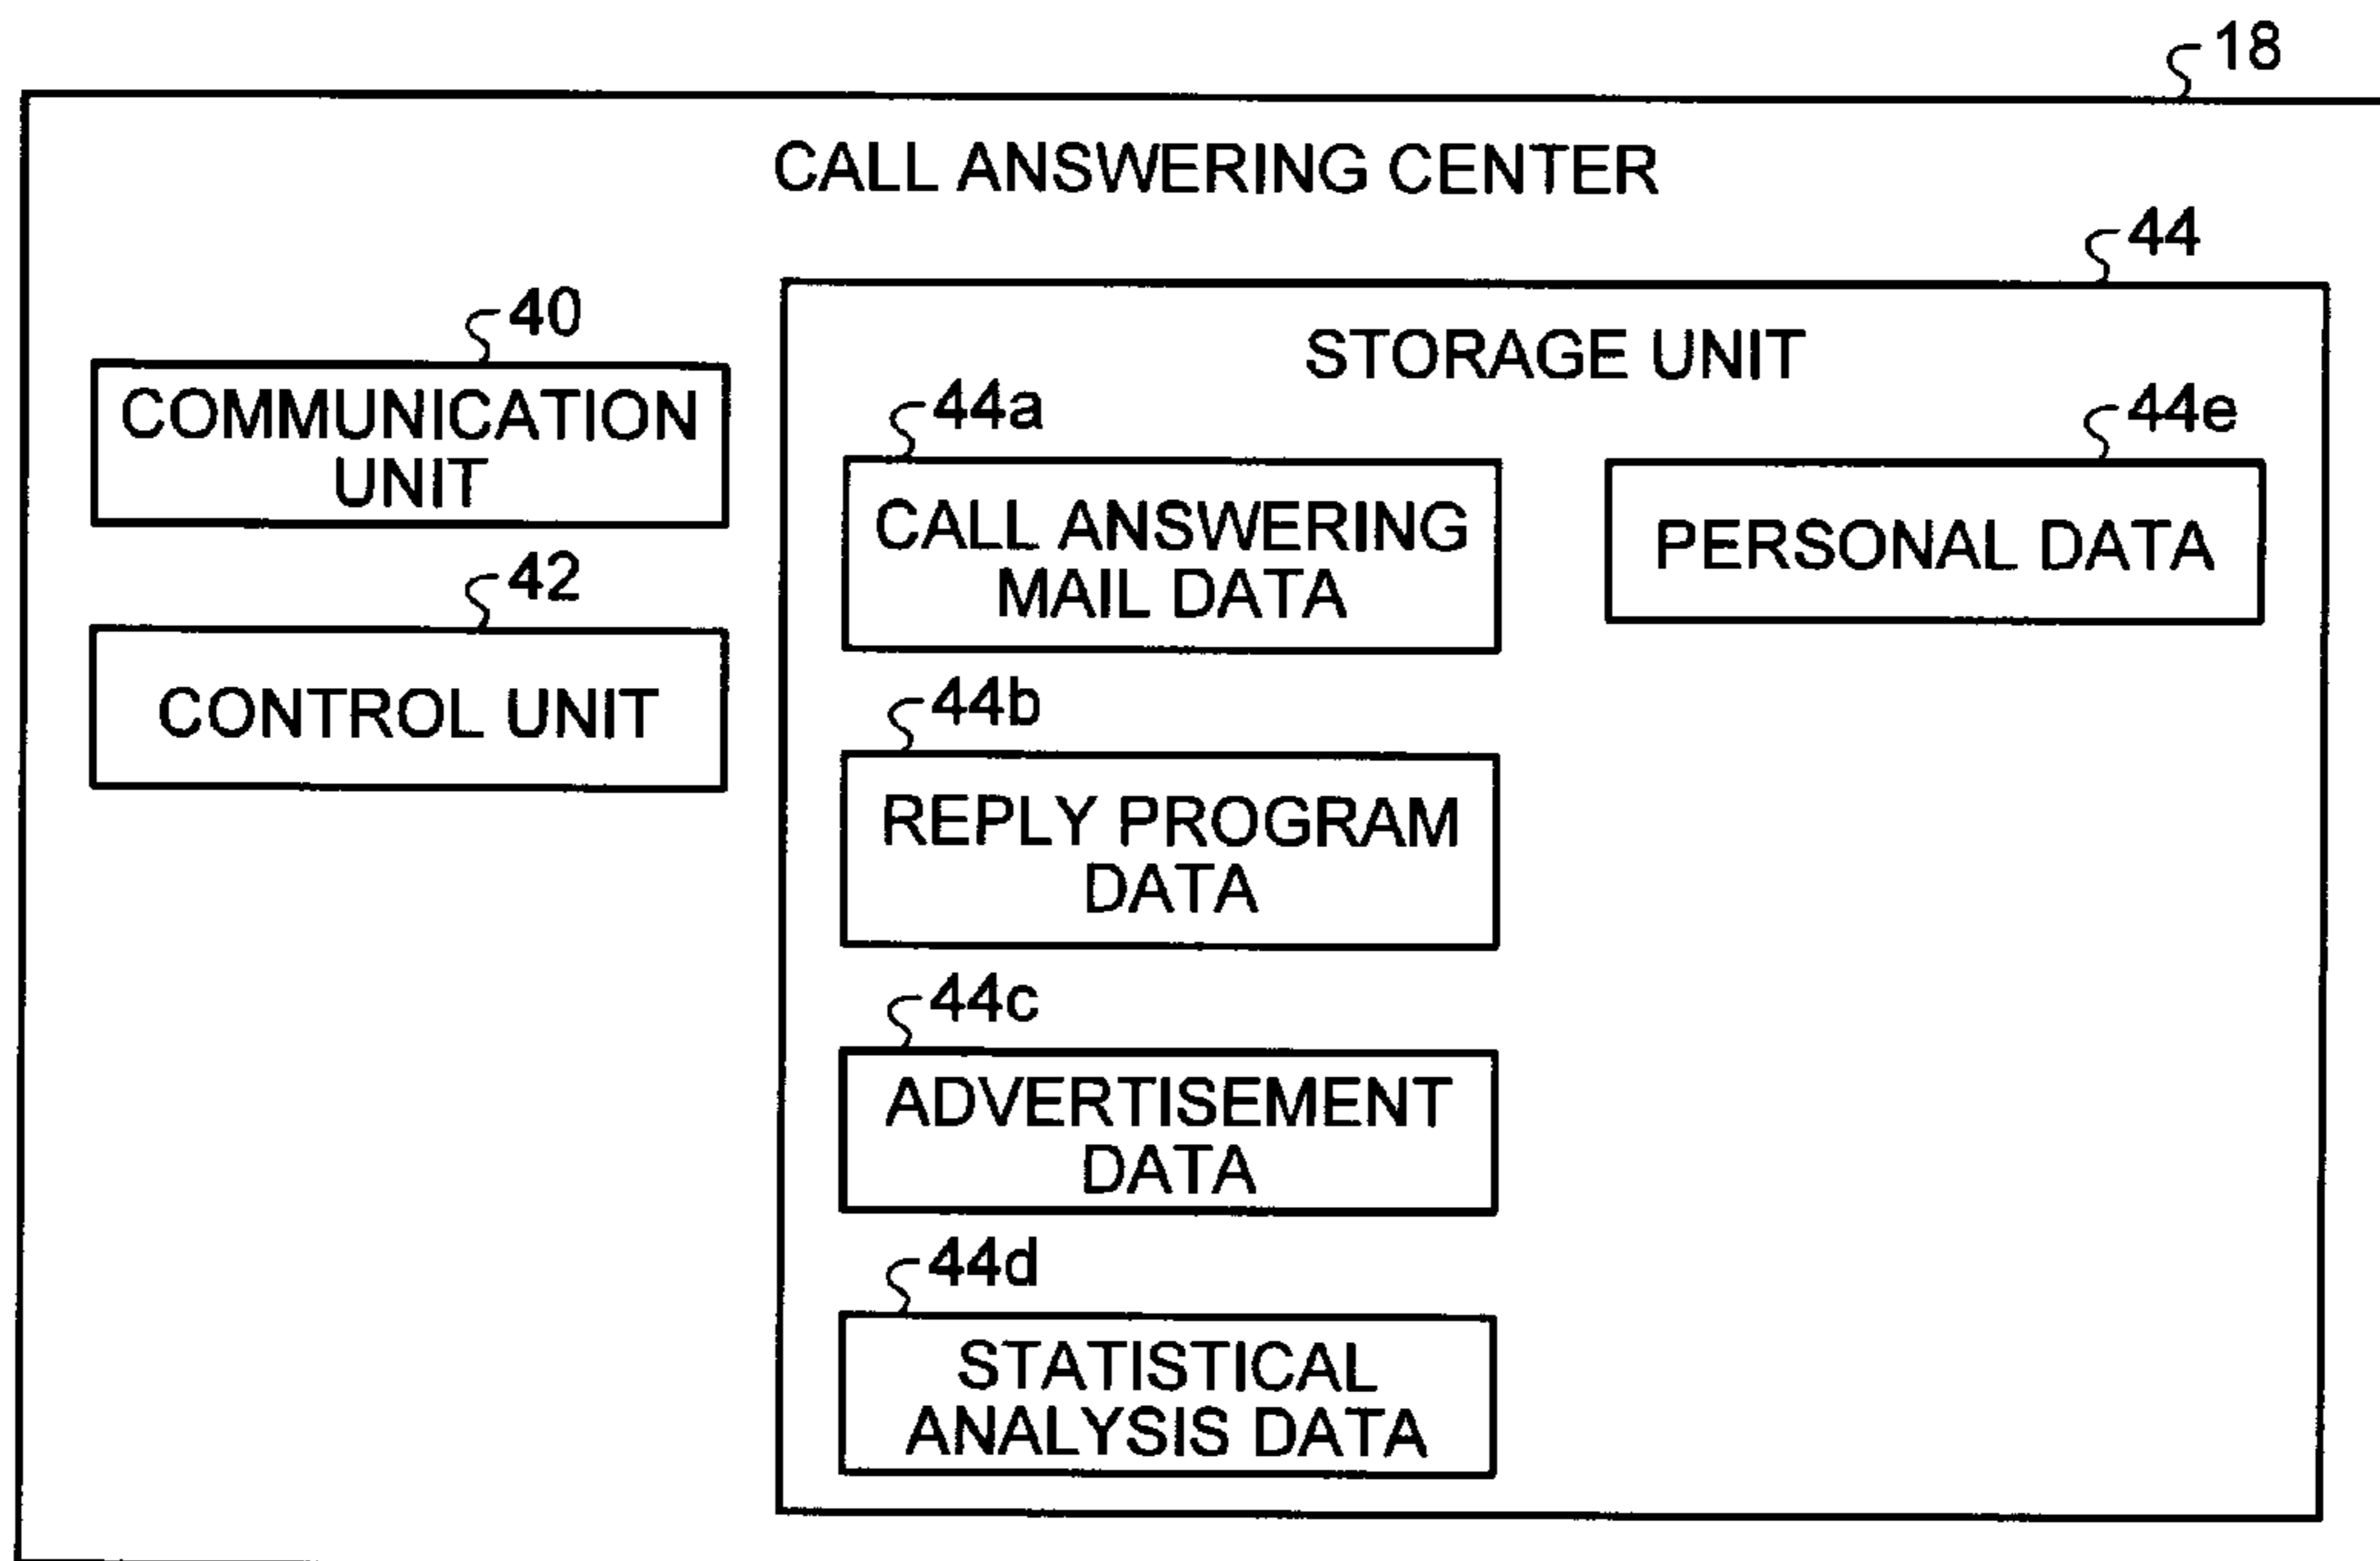 18
CALL ANSWERING CENTER
44
40
STORAGE UNIT
COMMUNICATION
UNIT
42
CONTROL UNIT
44a
CALL ANSWERING
MAIL DATA
44e
PERSONAL DATA
44b
REPLY PROGRAM
DATA
44c
ADVERTISEMENT
DATA
44d
STATISTICAL
ANALYSIS DATA